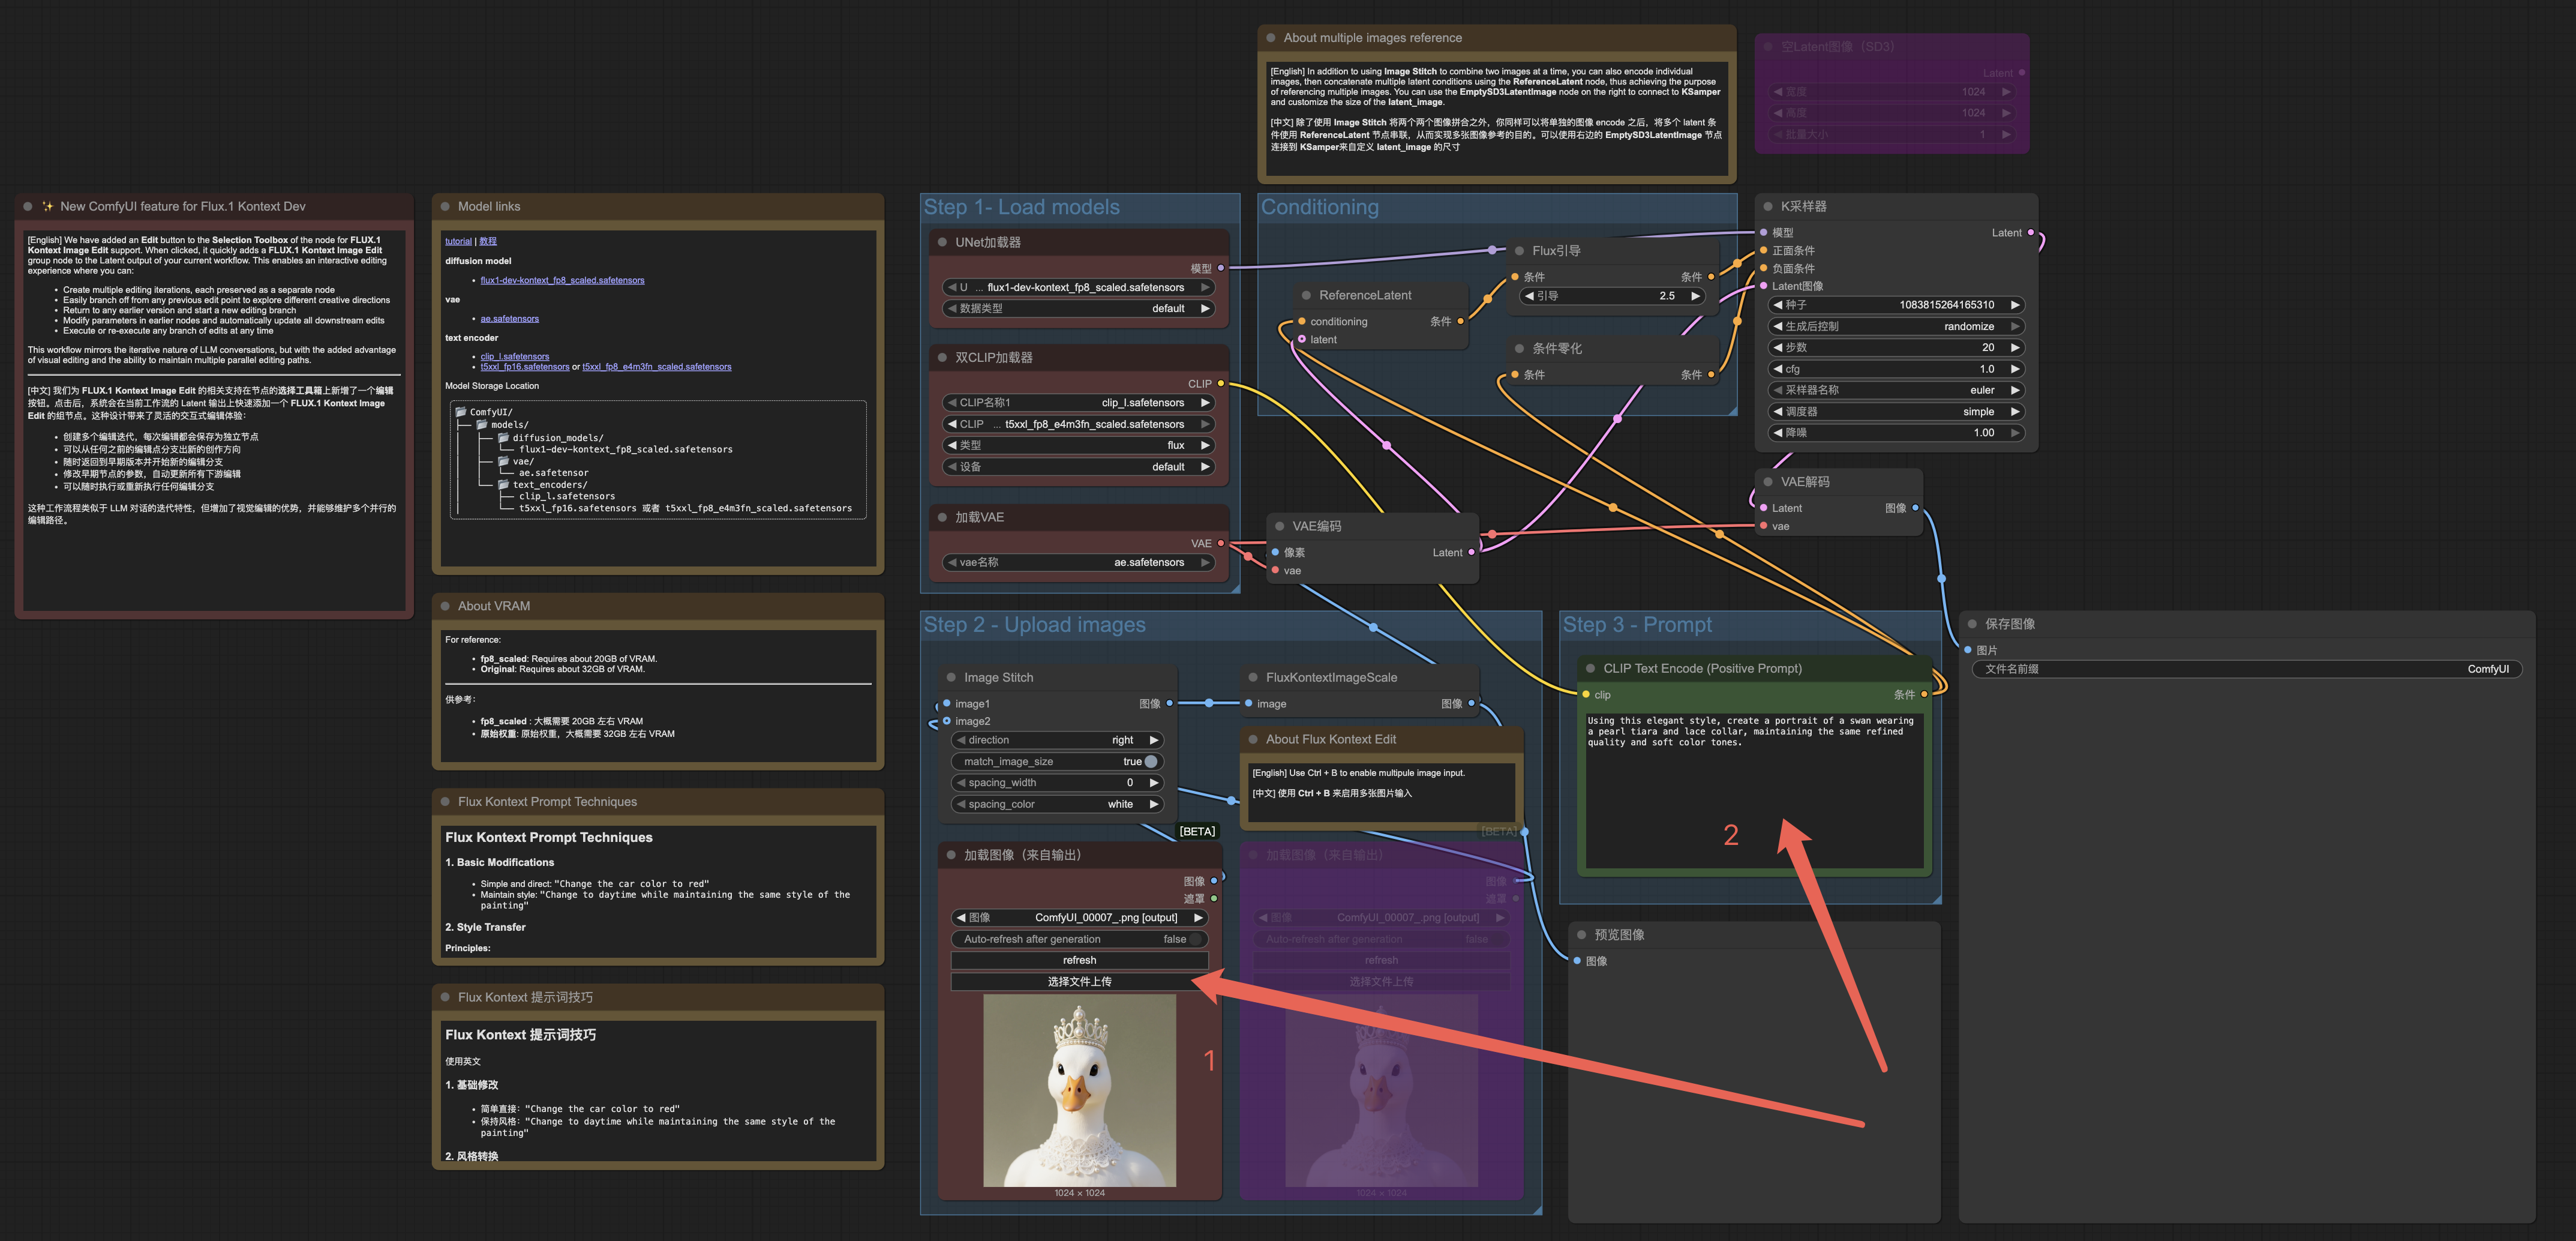 About multiple images reference
[English] In addition to using Image Stitch to combine two images at a time, you can also encode individual
images, then concatenate multiple latent conditions using the ReferenceLatent node, thus achieving the purpose
of referencing multiple images. You can use the EmptySD3LatentImage node on the right to connect to KSamper
and customize the size of the latent_image.
[中文] 除了使用 Image Stitch 将两个两个图像拼合之外，你同样可以将单独的图像 encode 之后，将多个 latent 条
件使用 ReferenceLatent 节点串联，从而实现多张图像参考的目的。可以使用右边的 EmptySD3LatentImage 节点
连接到 KSamper来自定义 latent_image 的尺寸
空Latent图像（SD3）
Latent
宽度 1024
高度 1024
批量大小 1
✨ New ComfyUI feature for Flux.1 Kontext Dev
[English] We have added an Edit button to the Selection Toolbox of the node for FLUX.1
Kontext Image Edit support. When clicked, it quickly adds a FLUX.1 Kontext Image Edit
group node to the Latent output of your current workflow. This enables an interactive editing
experience where you can:
• Create multiple editing iterations, each preserved as a separate node
• Easily branch off from any previous edit point to explore different creative directions
• Return to any earlier version and start a new editing branch
• Modify parameters in earlier nodes and automatically update all downstream edits
• Execute or re-execute any branch of edits at any time
This workflow mirrors the iterative nature of LLM conversations, but with the added advantage
of visual editing and the ability to maintain multiple parallel editing paths.
[中文] 我们为 FLUX.1 Kontext Image Edit 的相关支持在节点的选择工具箱上新增了一个编辑
按钮。点击后，系统会在当前工作流的 Latent 输出上快速添加一个 FLUX.1 Kontext Image
Edit 的组节点。这种设计带来了灵活的交互式编辑体验：
• 创建多个编辑迭代，每次编辑都会保存为独立节点
• 可以从任何之前的编辑点分支出新的创作方向
• 随时返回到早期版本并开始新的编辑分支
• 修改早期节点的参数，自动更新所有下游编辑
• 可以随时执行或重新执行任何编辑分支
这种工作流程类似于 LLM 对话的迭代特性，但增加了视觉编辑的优势，并能够维护多个并行的
编辑路径。
Model links
tutorial | 教程
diffusion model
• flux1-dev-kontext_fp8_scaled.safetensors
vae
• ae.safetensors
text encoder
• clip_l.safetensors
• t5xxl_fp16.safetensors or t5xxl_fp8_e4m3fn_scaled.safetensors
Model Storage Location
📂 ComfyUI/
├── 📂 models/
│   ├── 📂 diffusion_models/
│   │   └── flux1-dev-kontext_fp8_scaled.safetensors
│   ├── 📂 vae/
│   │   └── ae.safetensor
│   └── 📂 text_encoders/
│       ├── clip_l.safetensors
│       └── t5xxl_fp16.safetensors 或者 t5xxl_fp8_e4m3fn_scaled.safetensors
About VRAM
For reference:
• fp8_scaled: Requires about 20GB of VRAM.
• Original: Requires about 32GB of VRAM.
供参考：
• fp8_scaled : 大概需要 20GB 左右 VRAM
• 原始权重: 原始权重，大概需要 32GB 左右 VRAM
Flux Kontext Prompt Techniques
Flux Kontext Prompt Techniques
1. Basic Modifications
• Simple and direct: "Change the car color to red"
• Maintain style: "Change to daytime while maintaining the same style of the
painting"
2. Style Transfer
Principles:
Flux Kontext 提示词技巧
Flux Kontext 提示词技巧
使用英文
1. 基础修改
• 简单直接："Change the car color to red"
• 保持风格："Change to daytime while maintaining the same style of the
painting"
2. 风格转换
Step 1- Load models
UNet加载器
模型
U ... flux1-dev-kontext_fp8_scaled.safetensors
数据类型 default
双CLIP加载器
CLIP
CLIP名称1 clip_l.safetensors
CLIP ... t5xxl_fp8_e4m3fn_scaled.safetensors
类型 flux
设备 default
加载VAE
VAE
vae名称 ae.safetensors
Conditioning
Flux引导
条件 条件
引导 2.5
ReferenceLatent
conditioning 条件
latent
条件零化
条件 条件
K采样器
模型 Latent
正面条件
负面条件
Latent图像
种子 1083815264165310
生成后控制 randomize
步数 20
cfg 1.0
采样器名称 euler
调度器 simple
降噪 1.00
VAE解码
Latent 图像
vae
VAE编码
像素 Latent
vae
Step 2 - Upload images
Image Stitch
image1 图像
image2
direction right
match_image_size true
spacing_width 0
spacing_color white
FluxKontextImageScale
image 图像
About Flux Kontext Edit
[English] Use Ctrl + B to enable multipule image input.
[中文] 使用 Ctrl + B 来启用多张图片输入
[BETA]
加载图像（来自输出）
图像
遮罩
图像 ComfyUI_00007_.png [output]
Auto-refresh after generation false
refresh
选择文件上传
1
1024 × 1024
[BETA]
加载图像（来自输出）
图像
遮罩
图像 ComfyUI_00007_.png [output]
Auto-refresh after generation false
refresh
选择文件上传
1024 × 1024
Step 3 - Prompt
CLIP Text Encode (Positive Prompt)
clip 条件
Using this elegant style, create a portrait of a swan wearing
a pearl tiara and lace collar, maintaining the same refined
quality and soft color tones.
2
预览图像
图像
保存图像
图片
文件名前缀 ComfyUI